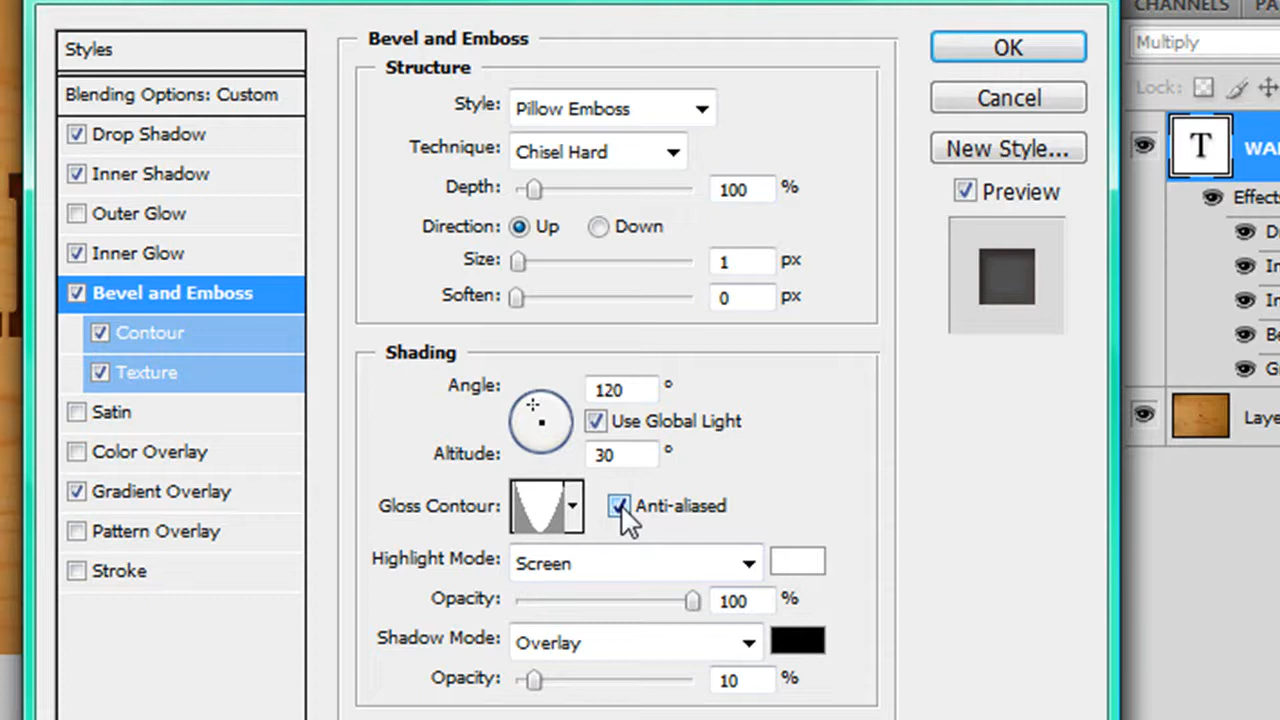 CHANNELS
Styles
Blending Options: Custom
Drop Shadow
Inner Shadow
Outer Glow
Inner Glow
Bevel and Emboss
Contour
Texture
Satin
Color Overlay
Gradient Overlay
Pattern Overlay
Stroke
Bevel and Emboss
Structure
Style: Pillow Emboss
Technique: Chisel Hard
Depth: 100 %
Direction: Up Down
Size: 1 px
Soften: 0 px
Shading
Angle: 120 °
Use Global Light
Altitude: 30 °
Gloss Contour: Anti-aliased
Highlight Mode: Screen
Opacity: 100 %
Shadow Mode: Overlay
Opacity: 10 %
OK
Cancel
New Style...
Preview
Multiply
Lock:
T
Effect
Laye